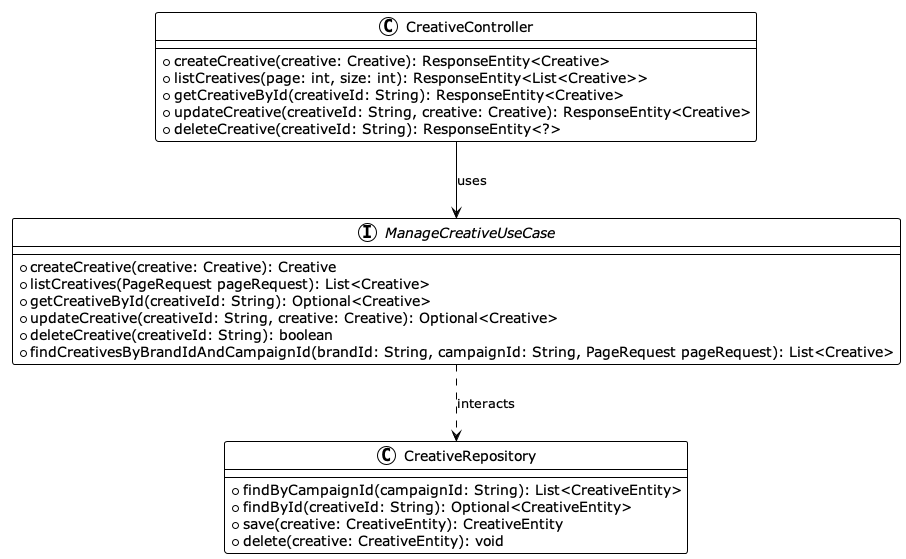 C CreativeController
createCreative(creative: Creative): ResponseEntity<Creative>
listCreatives(page: int, size: int): ResponseEntity<List<Creative>>
getCreativeById(creativeId: String): ResponseEntity<Creative>
updateCreative(creativeId: String, creative: Creative): ResponseEntity<Creative>
deleteCreative(creativeId: String): ResponseEntity<?>
uses
I ManageCreativeUseCase
createCreative(creative: Creative): Creative
listCreatives(PageRequest pageRequest): List<Creative>
getCreativeById(creativeId: String): Optional<Creative>
updateCreative(creativeId: String, creative: Creative): Optional<Creative>
deleteCreative(creativeId: String): boolean
findCreativesByBrandIdAndCampaignId(brandId: String, campaignId: String, PageRequest pageRequest): List<Creative>
interacts
C CreativeRepository
findByCampaignId(campaignId: String): List<CreativeEntity>
findById(creativeId: String): Optional<CreativeEntity>
save(creative: CreativeEntity): CreativeEntity
delete(creative: CreativeEntity): void